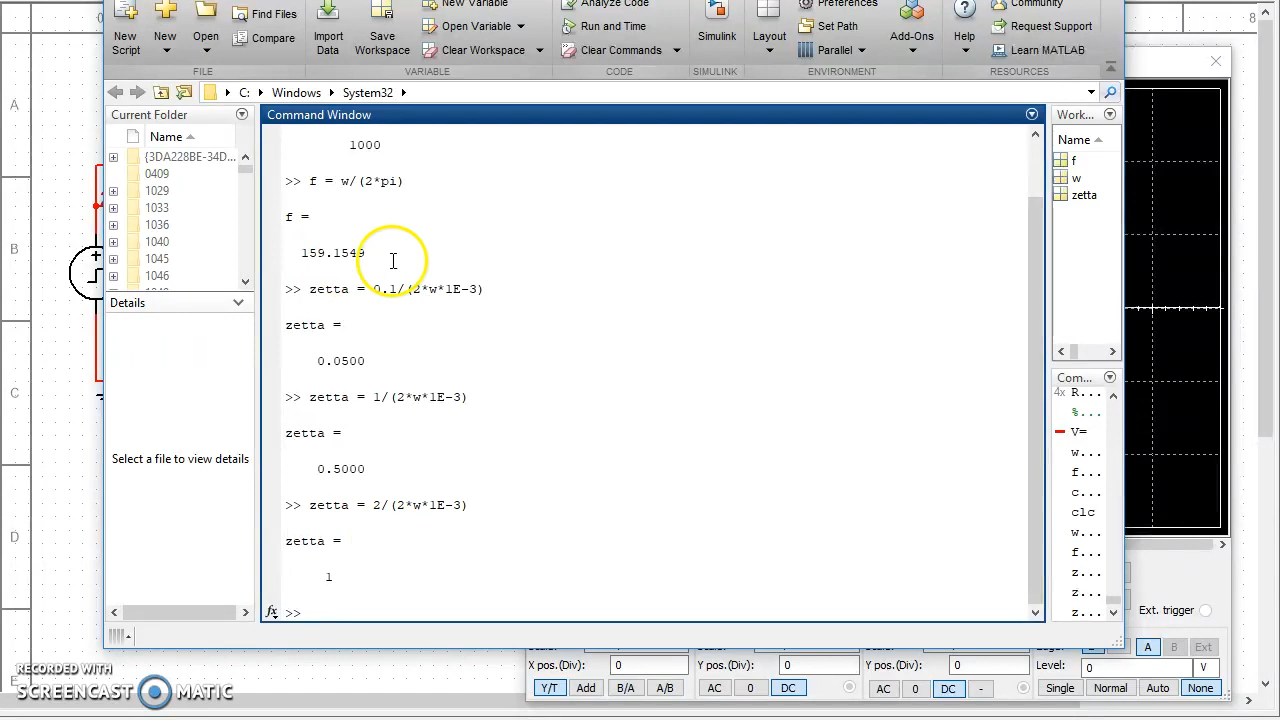 New Variable
Analyze Code
Preferences
Community
Find Files
Open Variable
Run and Time
Set Path
Request Support
New
Script
New
Open
Compare
Import
Data
Save
Workspace
Clear Workspace
Clear Commands
Simulink
Layout
Parallel
Add-Ons
Help
Learn MATLAB
FILE
VARIABLE
CODE
SIMULINK
ENVIRONMENT
RESOURCES
C:
Windows
System32
Current Folder
Name
{3DA228BE-34D...
0409
1029
1033
1036
1040
1045
1046
Details
Select a file to view details
Command Window
1000
>> f = w/(2*pi)
f =
159.1549
>> zetta = 0.1/(2*w*1E-3)
zetta =
0.0500
>> zetta = 1/(2*w*1E-3)
zetta =
0.5000
>> zetta = 2/(2*w*1E-3)
zetta =
1
>>
fx
Work...
Name
f
w
zetta
Com...
4x R...
%...
V=
w...
f...
c...
clc
w...
f...
z...
z...
z...
A
B
C
D
E
0
8
Ext. trigger
A
B
Ext
X pos.(Div): 0
Y pos.(Div): 0
Y pos.(Div): 0
Level: 0 V
Y/T
Add
B/A
A/B
AC
0
DC
AC
0
DC
-
Single
Normal
Auto
None
RECORDED WITH
SCREENCAST MATIC